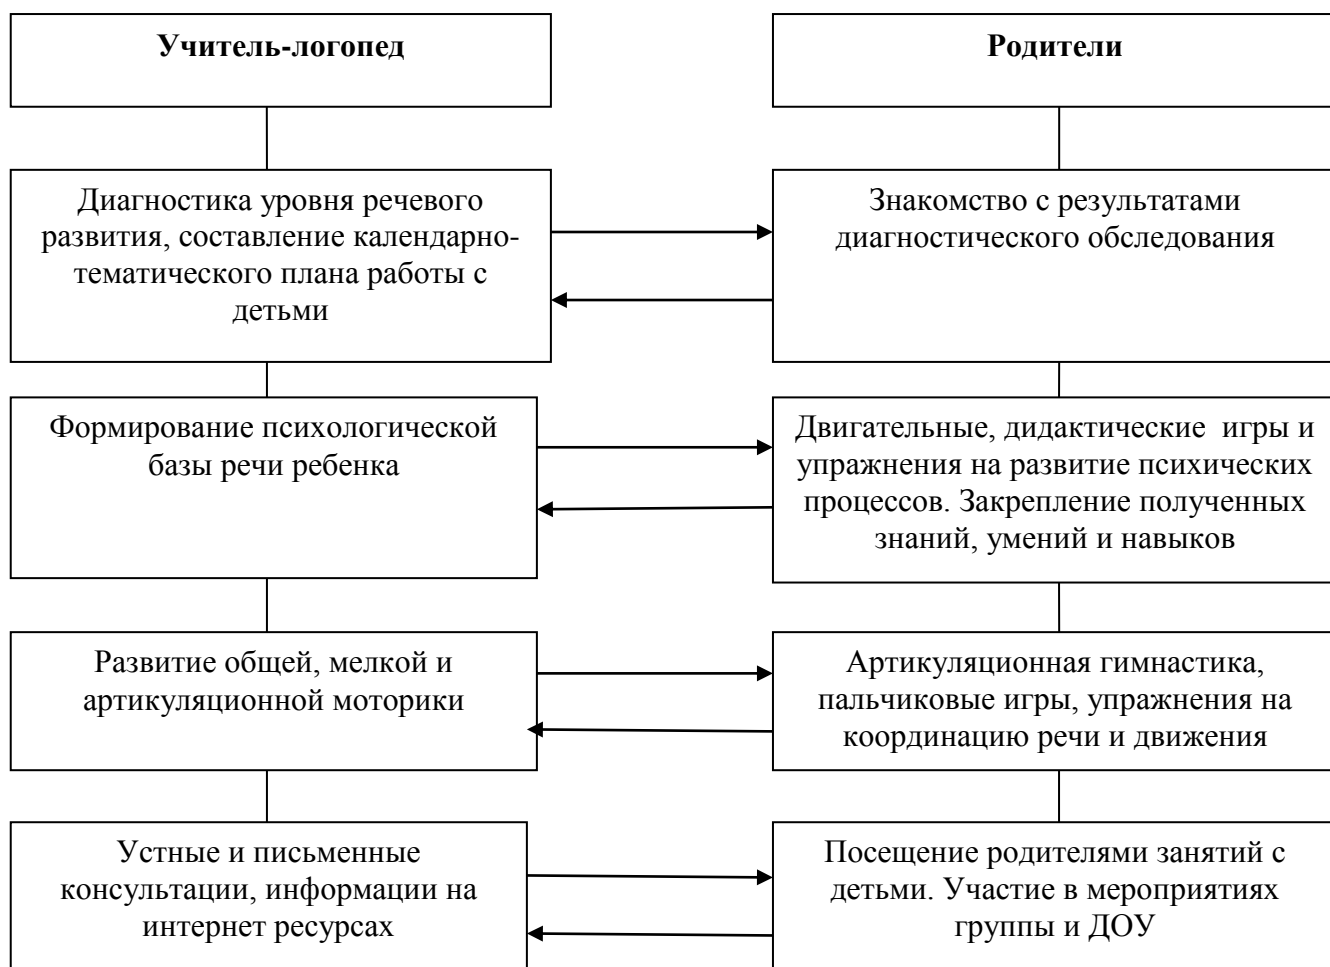 Учитель-логопед
Родители
Диагностика уровня речевого
развития, составление календарно-
тематического плана работы с
детьми
Знакомство с результатами
диагностического обследования
Формирование психологической
базы речи ребенка
Двигательные, дидактические  игры и
упражнения на развитие психических
процессов. Закрепление полученных
знаний, умений и навыков
Развитие общей, мелкой и
артикуляционной моторики
Артикуляционная гимнастика,
пальчиковые игры, упражнения на
координацию речи и движения
Устные и письменные
консультации, информации на
интернет ресурсах
Посещение родителями занятий с
детьми. Участие в мероприятиях
группы и ДОУ